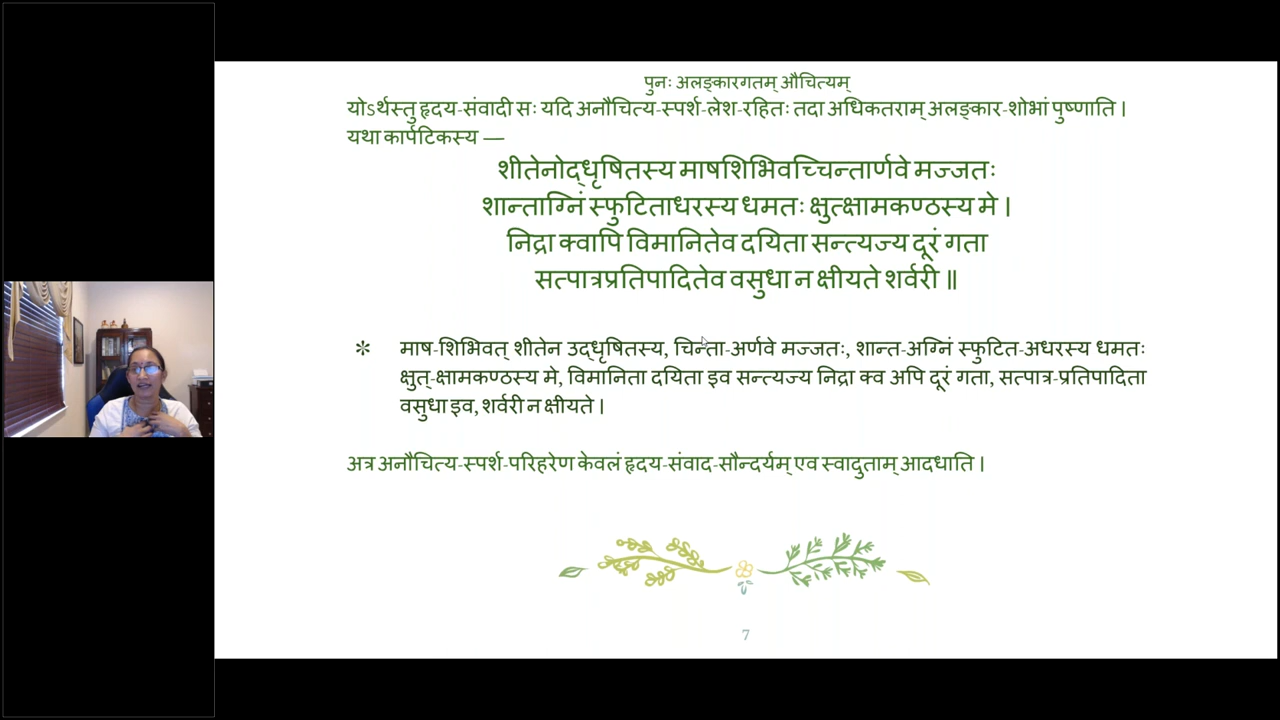 पुनः अलङ्कारगतम् औचित्यम्
योऽर्थस्तु हृदय-संवादी सः यदि अनौचित्य-स्पर्श-लेश-रहितः तदा अधिकतराम् अलङ्कार-शोभां पुष्णाति ।
यथा कार्पटिकस्य —
शीतेनोद्धृषितस्य माषशिभिवच्चिन्तार्णवे मज्जतः
शान्ताग्निं स्फुटिताधरस्य धमतः क्षुत्क्षामकण्ठस्य मे ।
निद्रा क्वापि विमानितेव दयिता सन्त्यज्य दूरं गता
सत्पात्रप्रतिपादितेव वसुधा न क्षीयते शर्वरी ॥
* माष-शिभिवत् शीतेन उद्धृषितस्य, चिन्ता-अर्णवे मज्जतः, शान्त-अग्निं स्फुटित-अधरस्य धमतः
क्षुत्-क्षामकण्ठस्य मे, विमानिता दयिता इव सन्त्यज्य निद्रा क्व अपि दूरं गता, सत्पात्र-प्रतिपादिता
वसुधा इव, शर्वरी न क्षीयते ।
अत्र अनौचित्य-स्पर्श-परिहरेण केवलं हृदय-संवाद-सौन्दर्यम् एव स्वादुताम् आदधाति ।
7